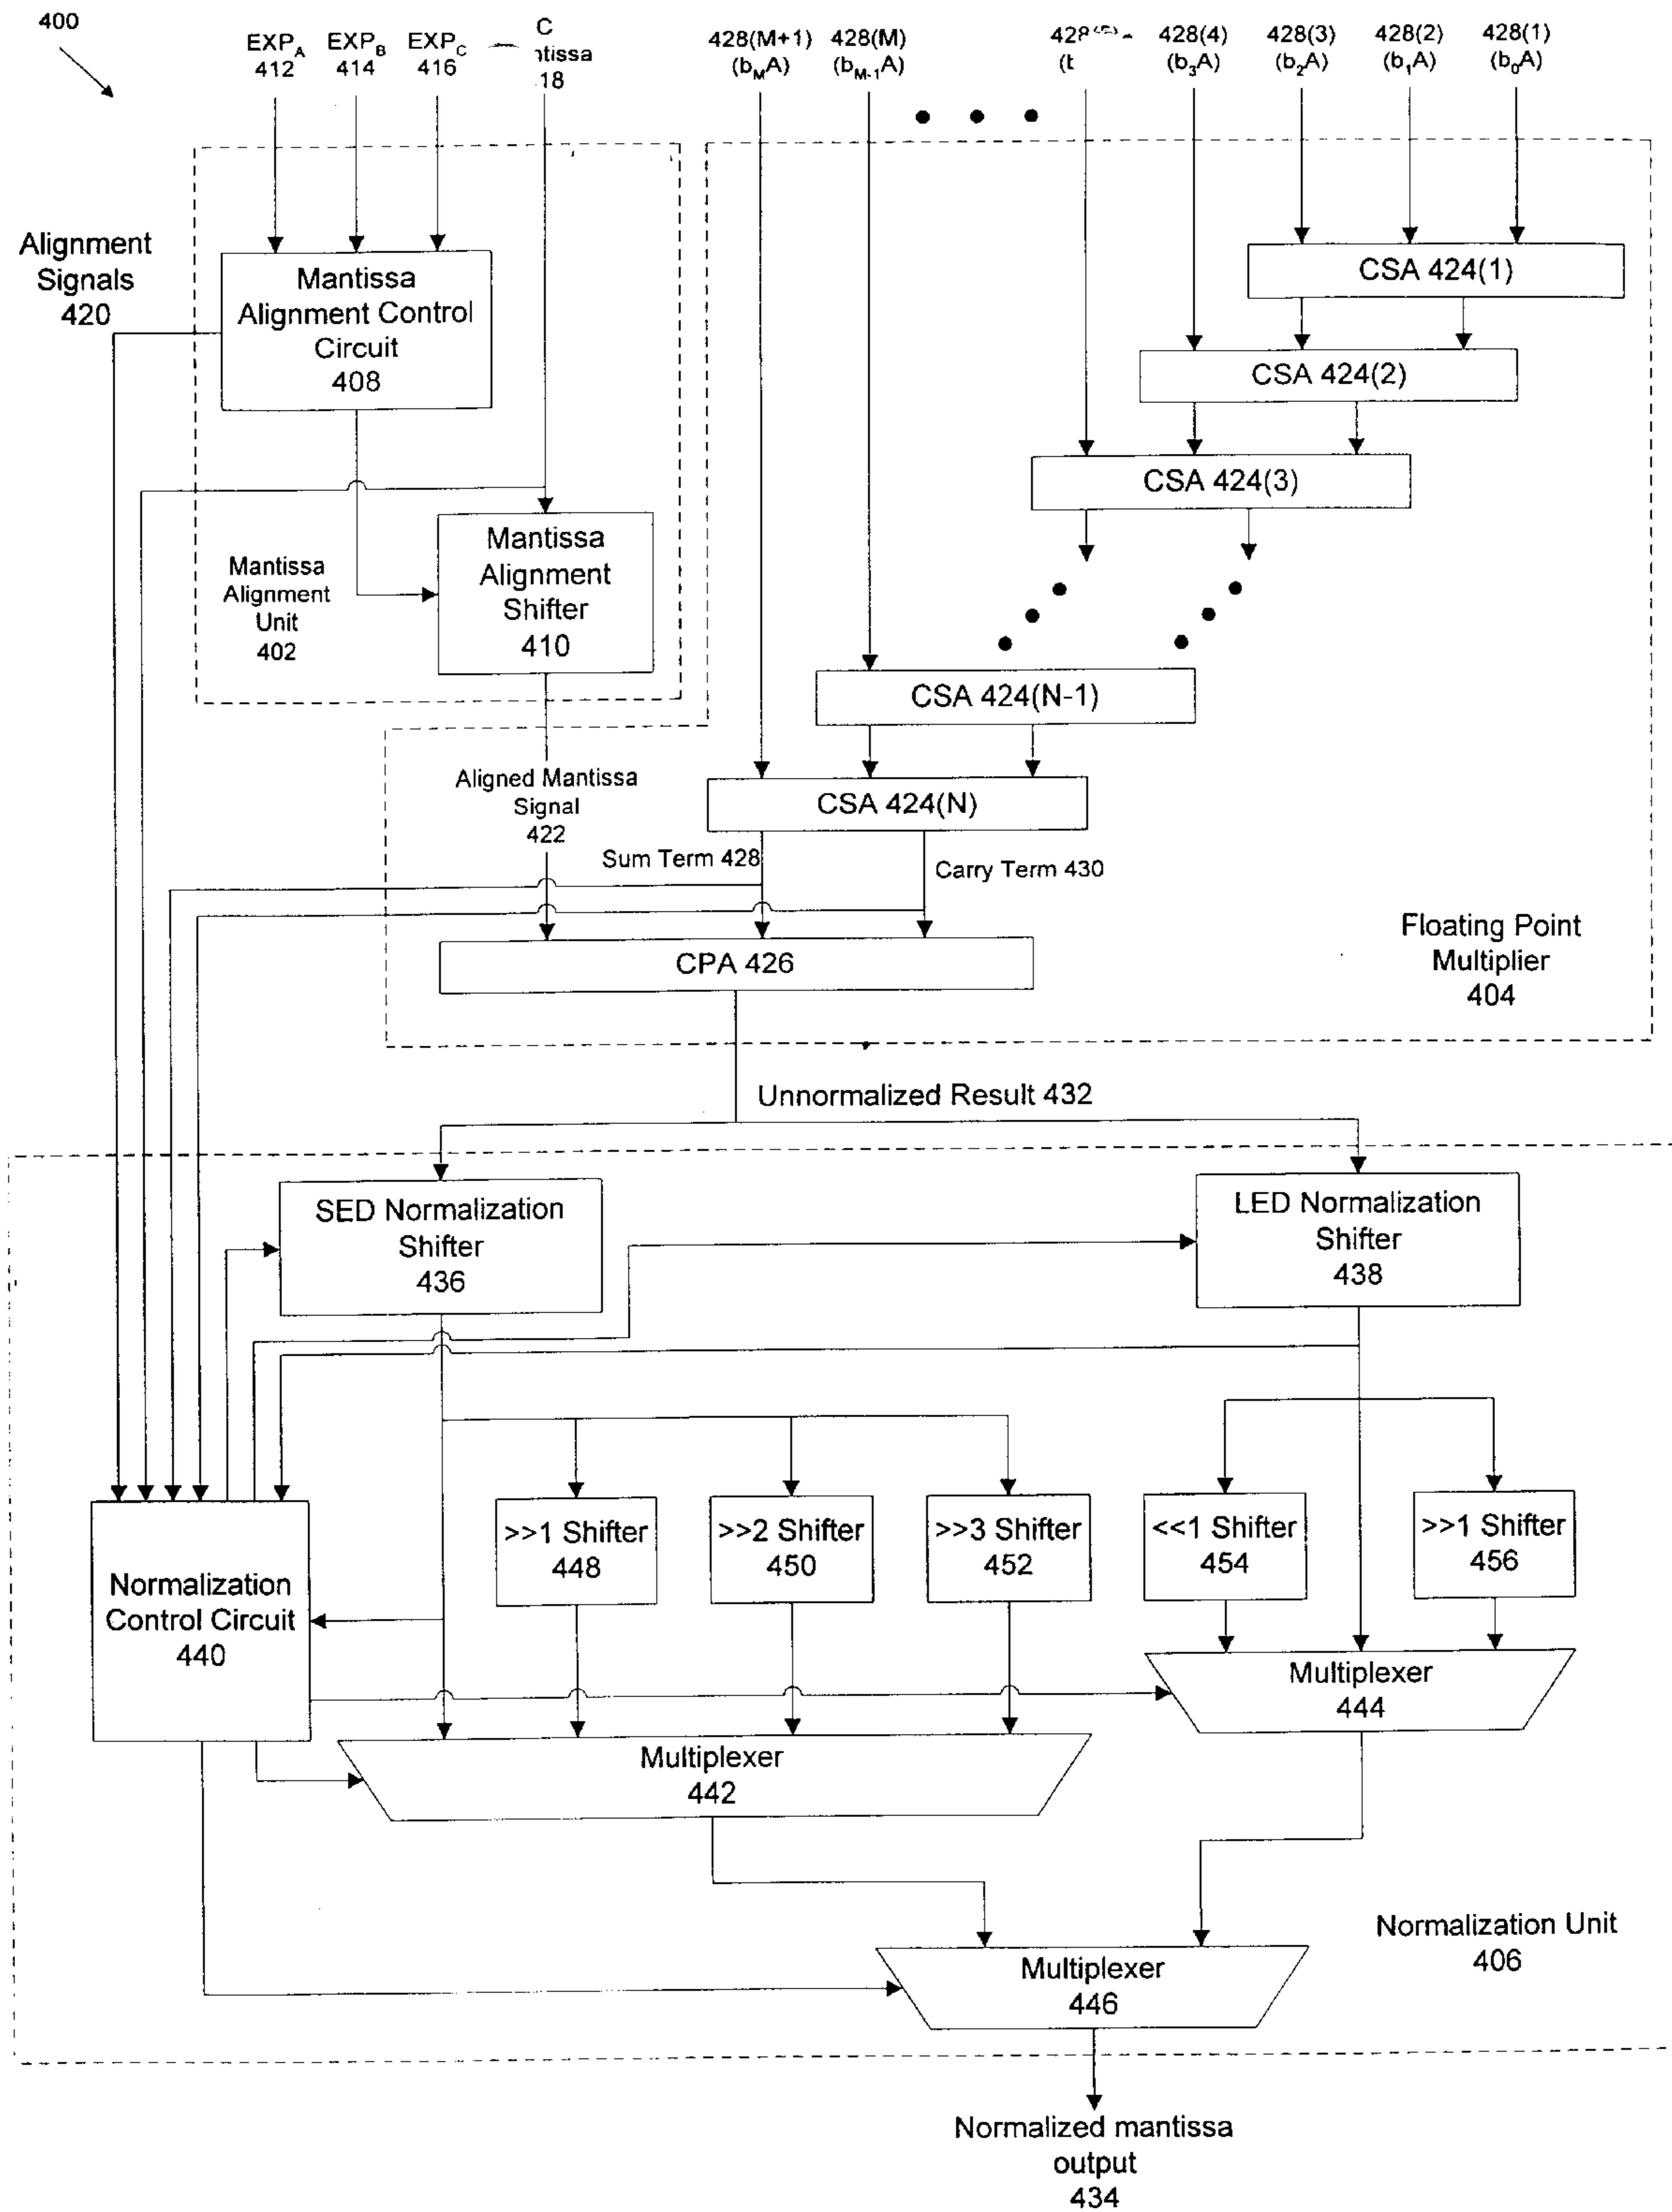 400
EXPA
412
EXPB
414
EXPC
416
C
428(M+1)
(bMA)
428(M)
(bM-1A)
428(4)
(b3A)
428(3)
(b2A)
428(2)
(b1A)
428(1)
(b0A)
Alignment
Signals
420
Mantissa
Alignment Control
Circuit
408
CSA 424(1)
CSA 424(2)
CSA 424(3)
Mantissa
Alignment
Unit
402
Mantissa
Alignment
Shifter
410
CSA 424(N-1)
Aligned Mantissa
Signal
422
CSA 424(N)
Sum Term 428
Carry Term 430
CPA 426
Floating Point
Multiplier
404
Unnormalized Result 432
SED Normalization
Shifter
436
LED Normalization
Shifter
438
>>1 Shifter
448
>>2 Shifter
450
>>3 Shifter
452
<<1 Shifter
454
>>1 Shifter
456
Normalization
Control Circuit
440
Multiplexer
444
Multiplexer
442
Normalization Unit
406
Multiplexer
446
Normalized mantissa
output
434